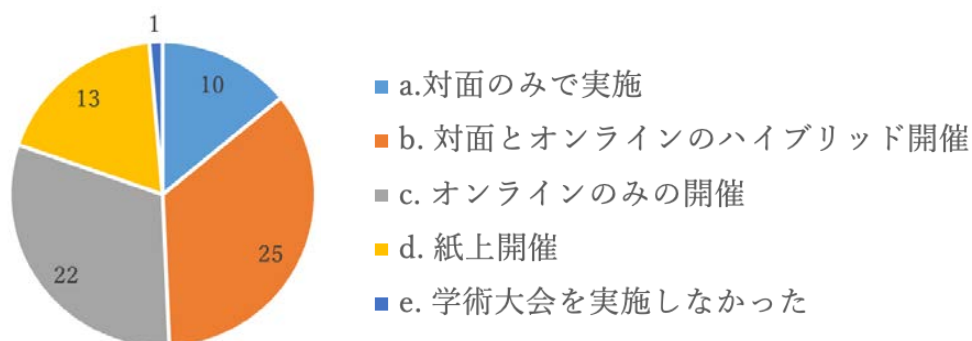 1
10
13
25
22
a.対面のみで実施
b. 対面とオンラインのハイブリッド開催
c. オンラインのみの開催
d. 紙上開催
e. 学術大会を実施しなかった